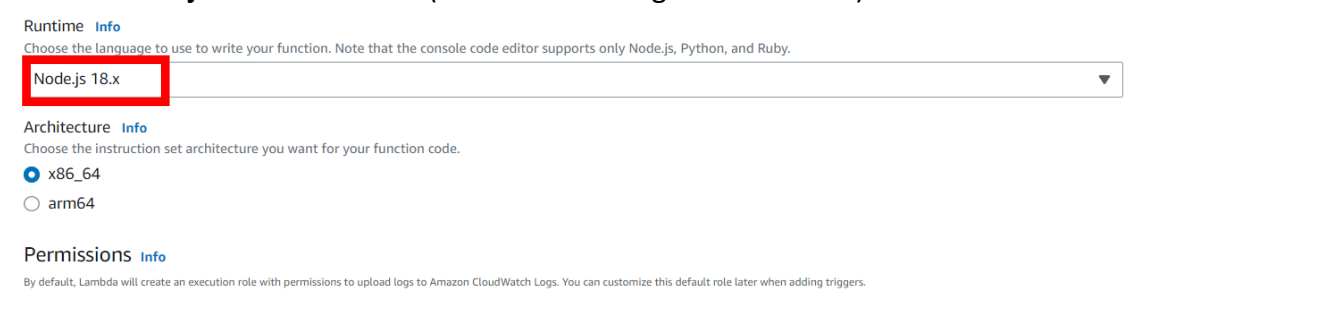 Runtime Info
Choose the language to use to write your function. Note that the console code editor supports only Node.js, Python, and Ruby.
Node.js 18.x
Architecture Info
Choose the instruction set architecture you want for your function code.
x86_64
arm64
Permissions Info
By default, Lambda will create an execution role with permissions to upload logs to Amazon CloudWatch Logs. You can customize this default role later when adding triggers.